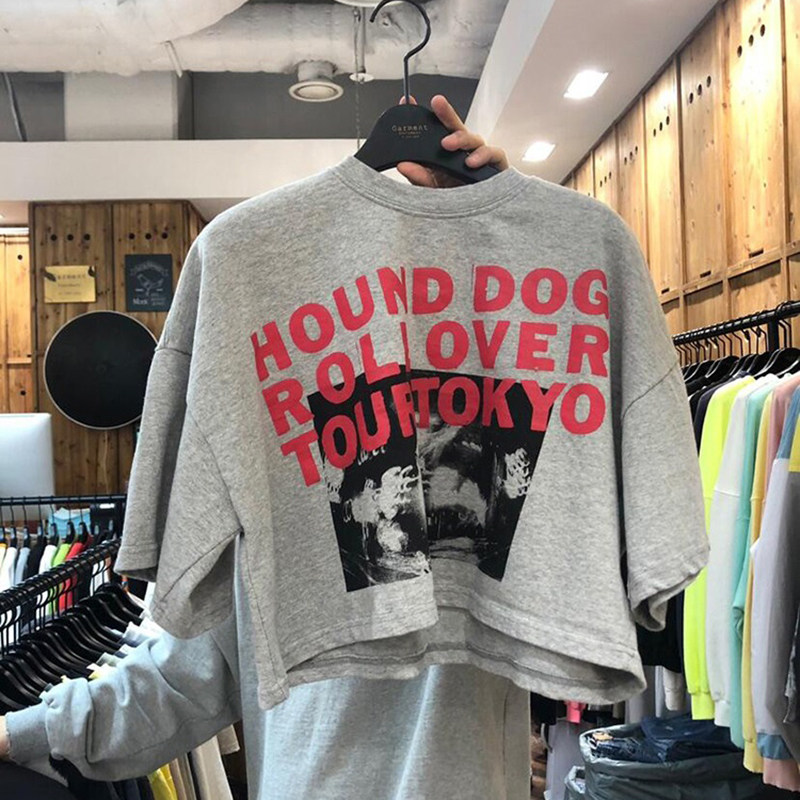 Garment
HOUND DOG
ROLL OVER
TOUR TOKYO